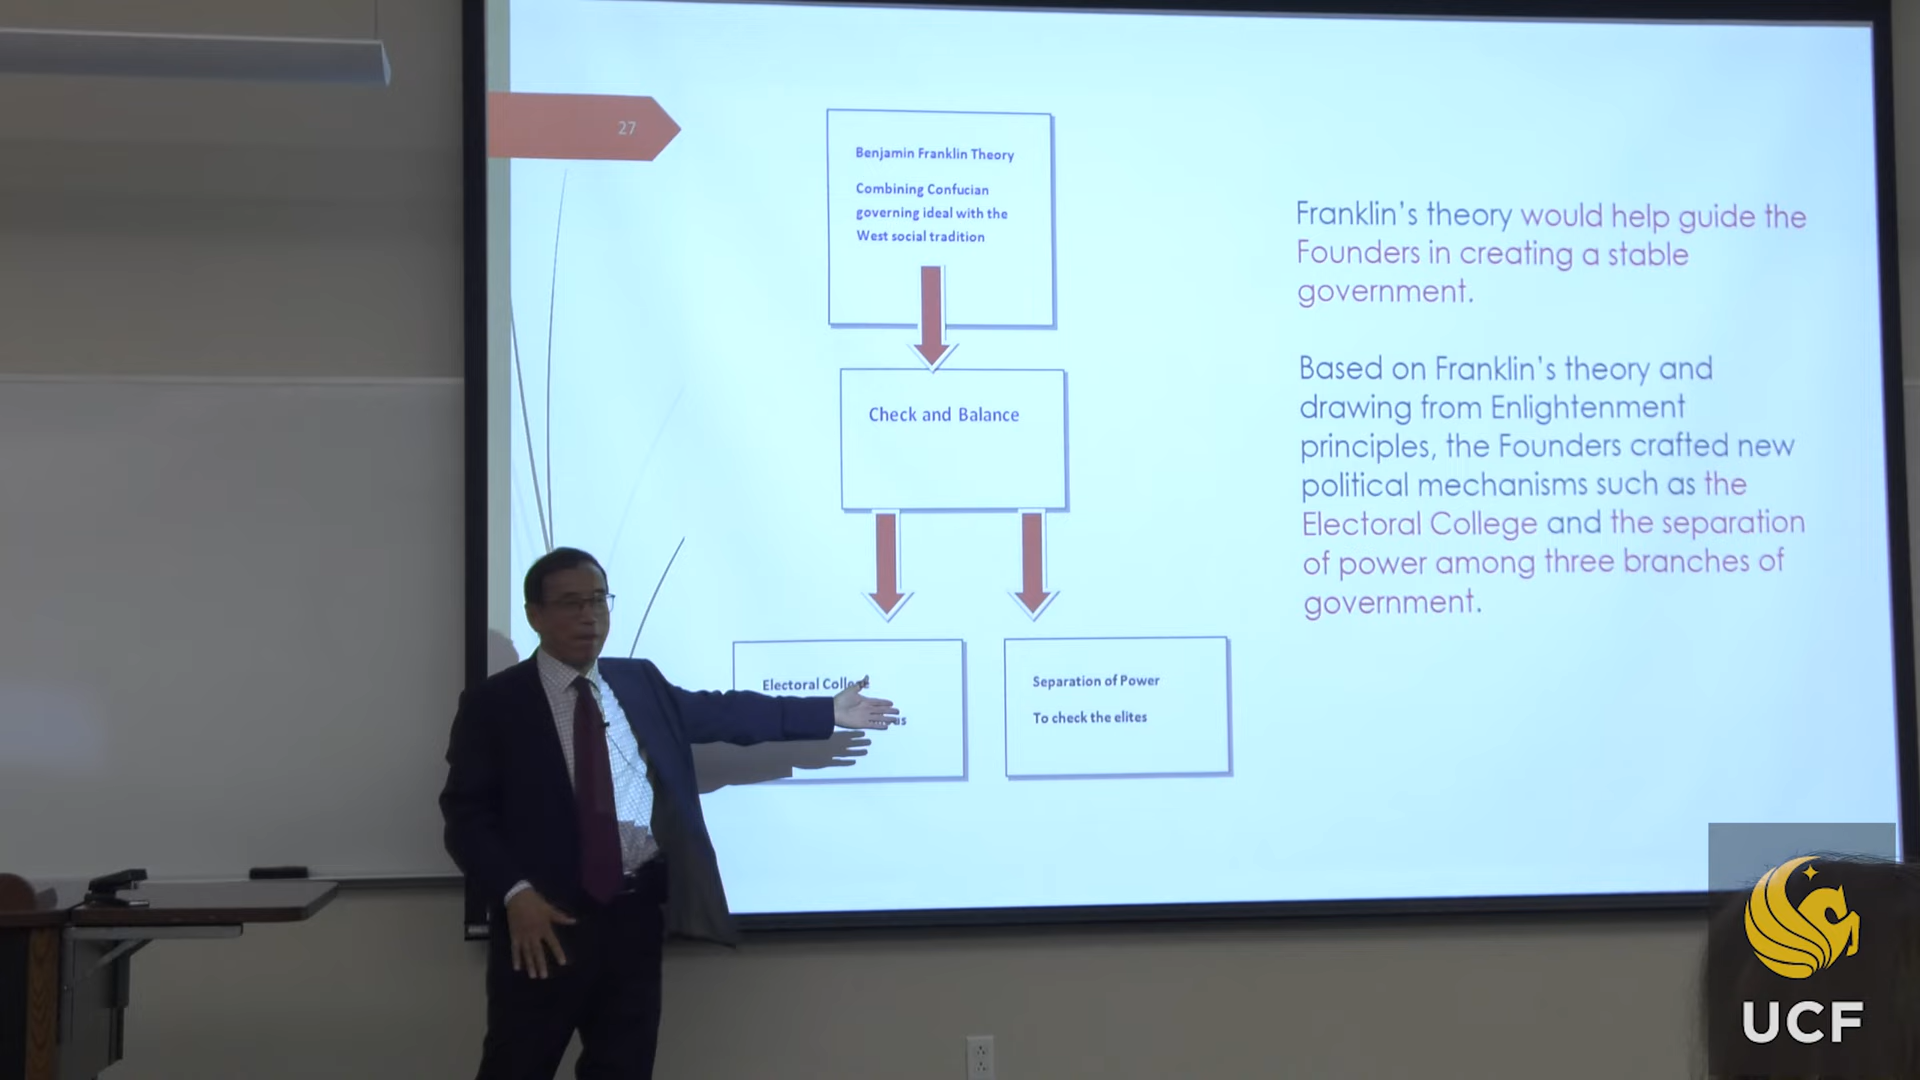 27
Benjamin Franklin Theory
Combining Confucian
governing ideal with the
West social tradition
Check and Balance
Electoral College
Separation of Power
To check the elites
Franklin's theory would help guide the
Founders in creating a stable
government.
Based on Franklin's theory and
drawing from Enlightenment
principles, the Founders crafted new
political mechanisms such as the
Electoral College and the separation
of power among three branches of
government.
UCF